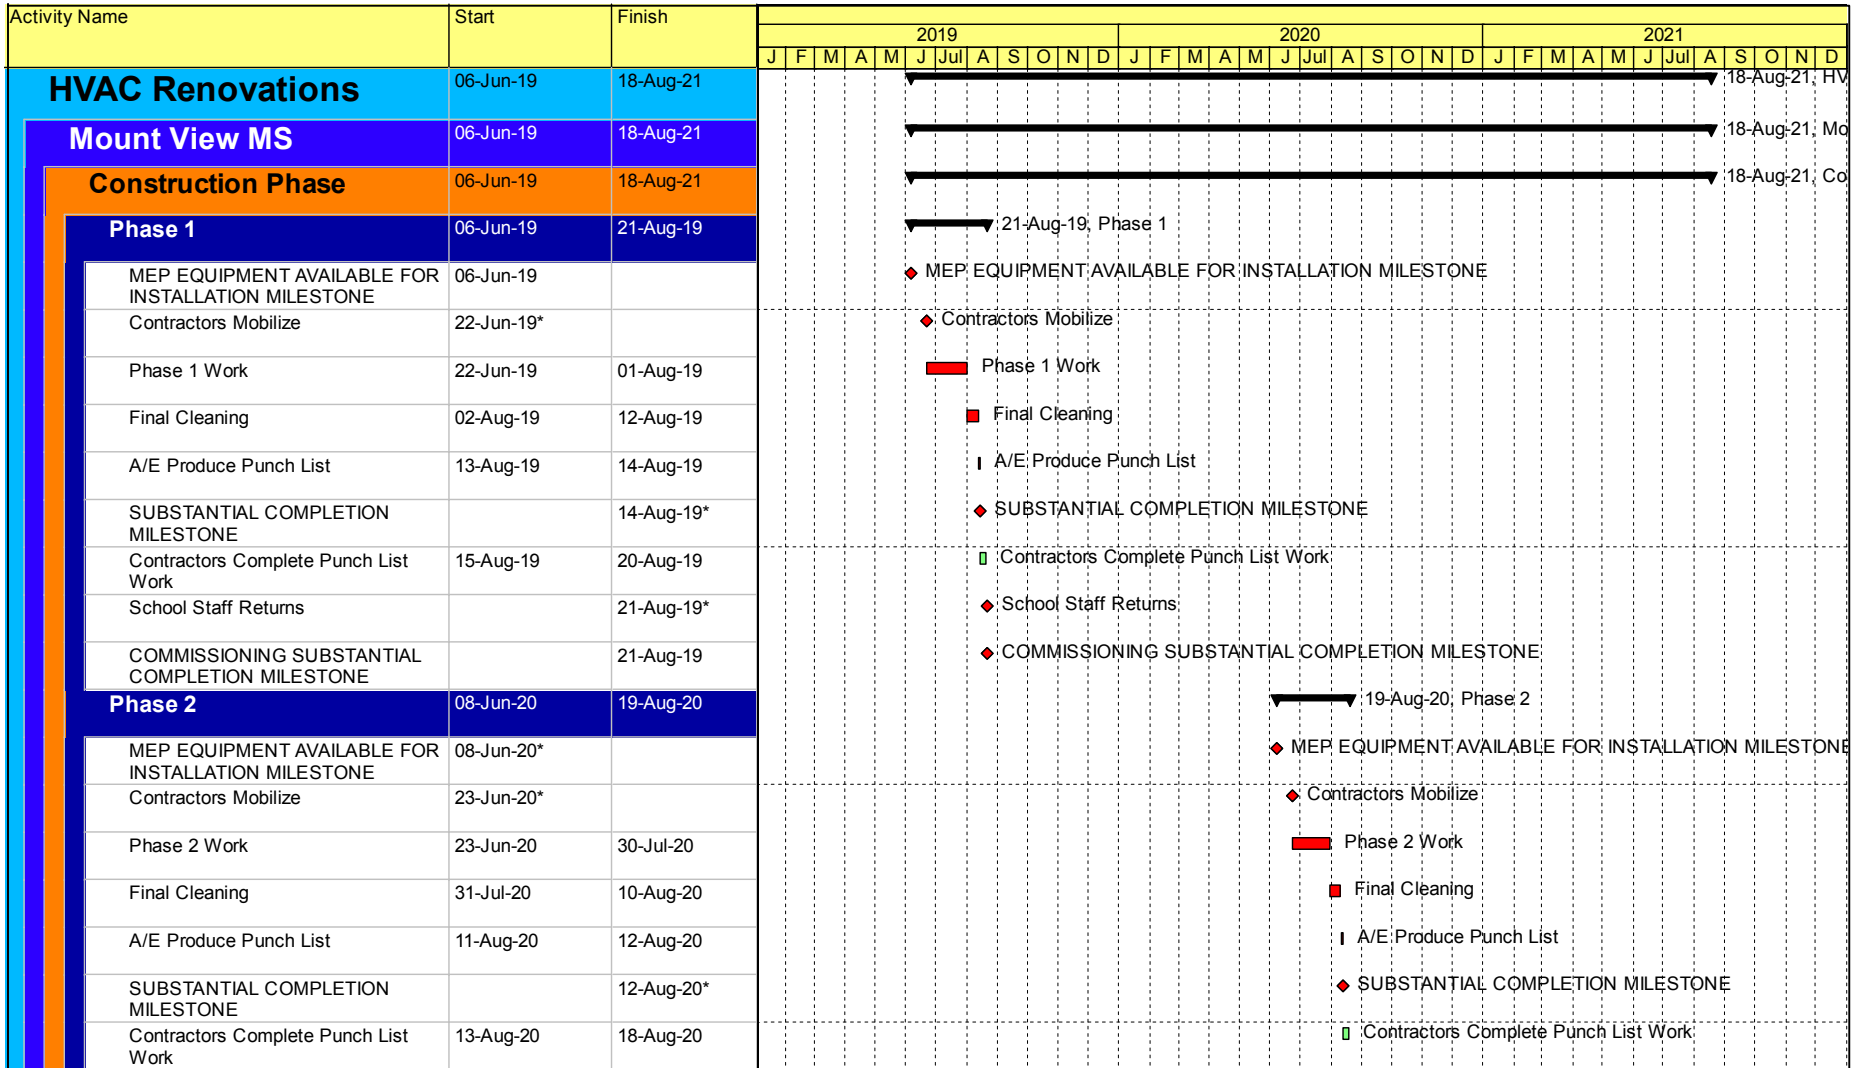 Activity Name Start Finish
2019 2020 2021
J F M A M J Jul A S O N D J F M A M J Jul A S O N D J F M A M J Jul A S O N D
HVAC Renovations 06-Jun-19 18-Aug-21 18-Aug-21, HV
Mount View MS 06-Jun-19 18-Aug-21 18-Aug-21, Mo
Construction Phase 06-Jun-19 18-Aug-21 18-Aug-21, Co
Phase 1 06-Jun-19 21-Aug-19 21-Aug-19, Phase 1
MEP EQUIPMENT AVAILABLE FOR 06-Jun-19 MEP EQUIPMENT AVAILABLE FOR INSTALLATION MILESTONE
INSTALLATION MILESTONE
Contractors Mobilize 22-Jun-19* Contractors Mobilize
Phase 1 Work 22-Jun-19 01-Aug-19 Phase 1 Work
Final Cleaning 02-Aug-19 12-Aug-19 Final Cleaning
A/E Produce Punch List 13-Aug-19 14-Aug-19 A/E Produce Punch List
SUBSTANTIAL COMPLETION 14-Aug-19* SUBSTANTIAL COMPLETION MILESTONE
MILESTONE
Contractors Complete Punch List 15-Aug-19 20-Aug-19 Contractors Complete Punch List Work
Work
School Staff Returns 21-Aug-19* School Staff Returns
COMMISSIONING SUBSTANTIAL 21-Aug-19 COMMISSIONING SUBSTANTIAL COMPLETION MILESTONE
COMPLETION MILESTONE
Phase 2 08-Jun-20 19-Aug-20 19-Aug-20, Phase 2
MEP EQUIPMENT AVAILABLE FOR 08-Jun-20* MEP EQUIPMENT AVAILABLE FOR INSTALLATION MILESTONE
INSTALLATION MILESTONE
Contractors Mobilize 23-Jun-20* Contractors Mobilize
Phase 2 Work 23-Jun-20 30-Jul-20 Phase 2 Work
Final Cleaning 31-Jul-20 10-Aug-20 Final Cleaning
A/E Produce Punch List 11-Aug-20 12-Aug-20 A/E Produce Punch List
SUBSTANTIAL COMPLETION 12-Aug-20* SUBSTANTIAL COMPLETION MILESTONE
MILESTONE
Contractors Complete Punch List 13-Aug-20 18-Aug-20 Contractors Complete Punch List Work
Work